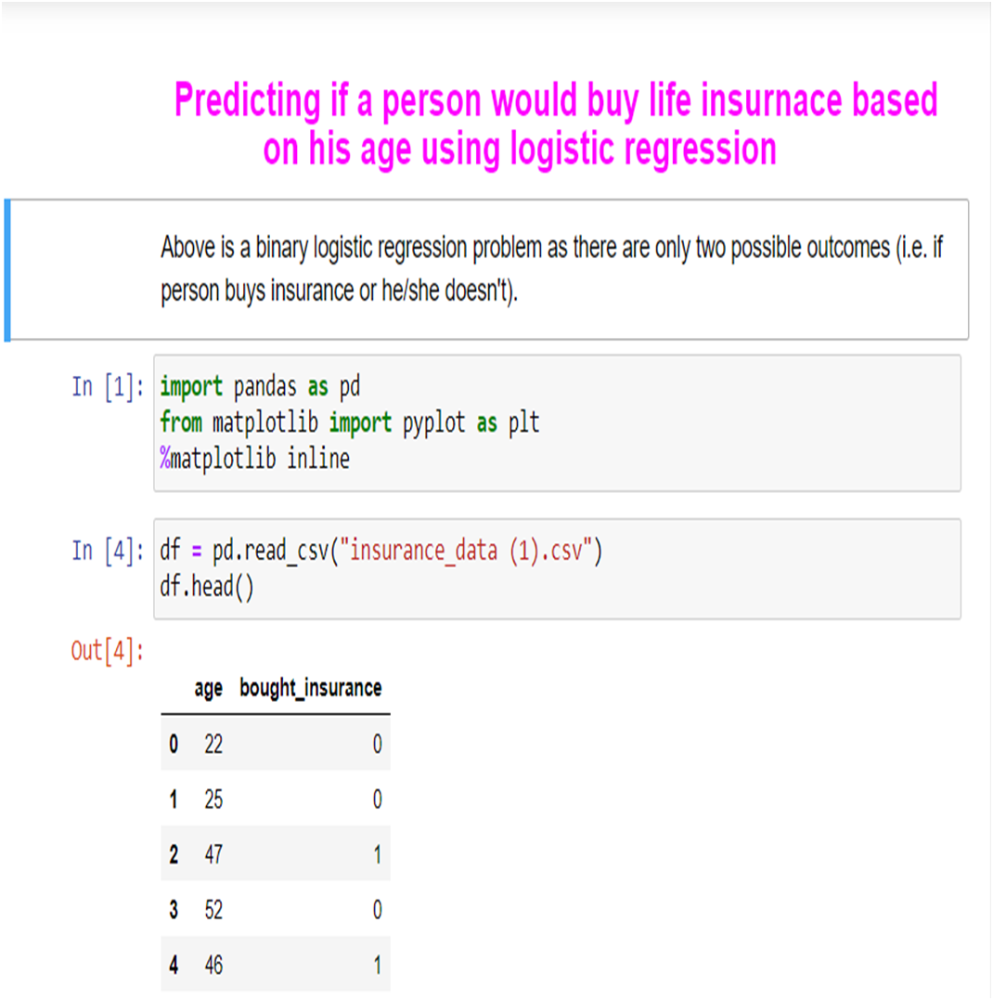 Predicting if a person would buy life insurnace based
on his age using logistic regression
Above is a binary logistic regression problem as there are only two possible outcomes (i.e. if
person buys insurance or he/she doesn't).
In [1]: import pandas as pd
from matplotlib import pyplot as plt
%matplotlib inline
In [4]: df = pd.read_csv("insurance_data (1).csv")
df.head()
Out[4]:
age bought_insurance
0 22 0
1 25 0
2 47 1
3 52 0
4 46 1